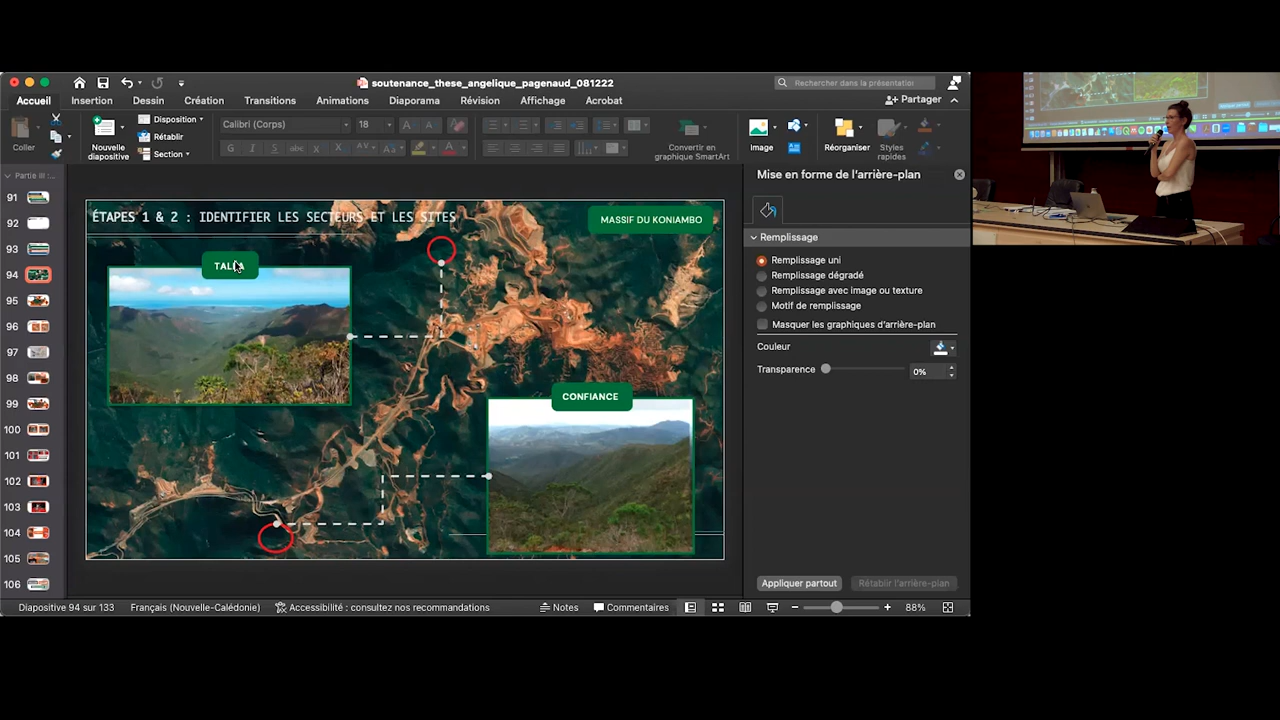 soutenance_these_angelique_pagenaud_081222
Rechercher dans la présentation
Accueil
Insertion
Dessin
Création
Transitions
Animations
Diaporama
Révision
Affichage
Acrobat
Partager
Coller
Nouvelle
diapositive
Disposition
Rétablir
Section
Calibri (Corps)
18
G
I
S
abc
X
X
Convertir en
graphique SmartArt
Image
Réorganiser
Styles
rapides
Partie III :...
91
92
93
94
95
96
97
98
99
100
101
102
103
104
105
106
ÉTAPES 1 & 2 : IDENTIFIER LES SECTEURS ET LES SITES
MASSIF DU KONIAMBO
CONFIANCE
Mise en forme de l'arrière-plan
Remplissage
Remplissage uni
Remplissage dégradé
Remplissage avec image ou texture
Motif de remplissage
Masquer les graphiques d'arrière-plan
Couleur
Transparence
0%
Appliquer partout
Rétablir l'arrière-plan
Diapositive 94 sur 133
Français (Nouvelle-Calédonie)
Accessibilité : consultez nos recommandations
Notes
Commentaires
88%